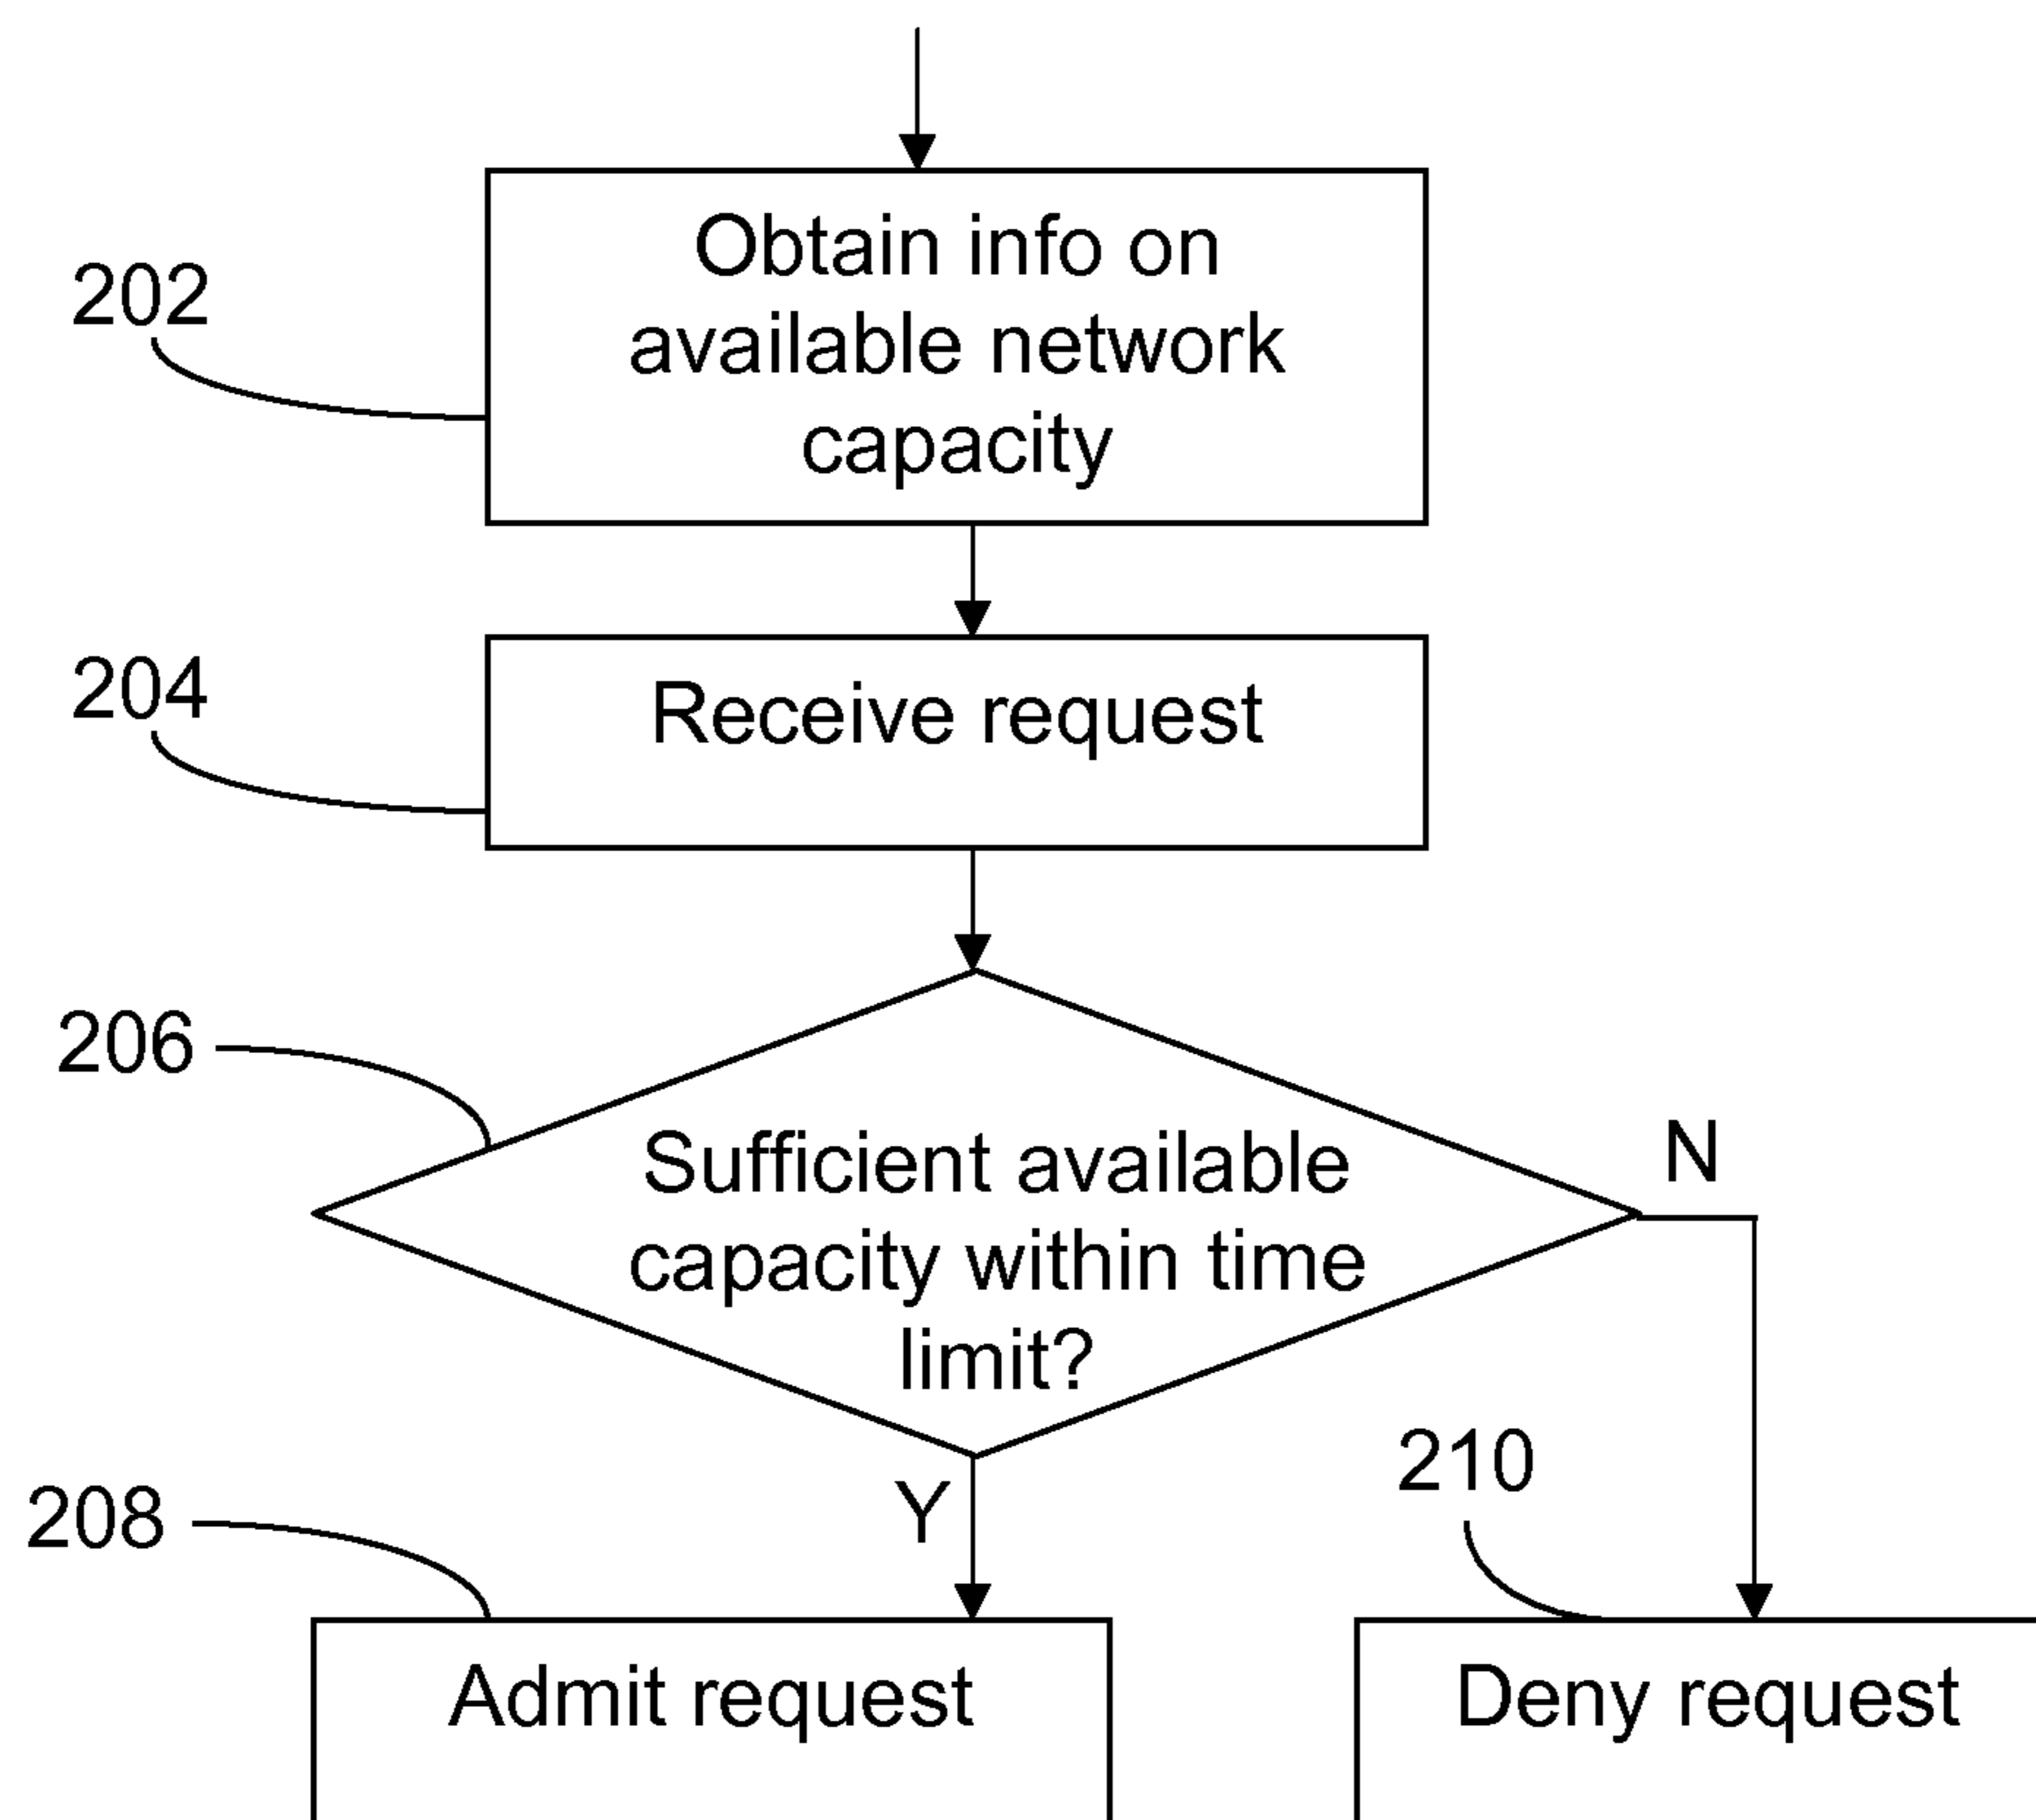 202
Obtain info on
available network
capacity
204
Receive request
206
Sufficient available
capacity within time
limit?
N
Y
208
Admit request
210
Deny request